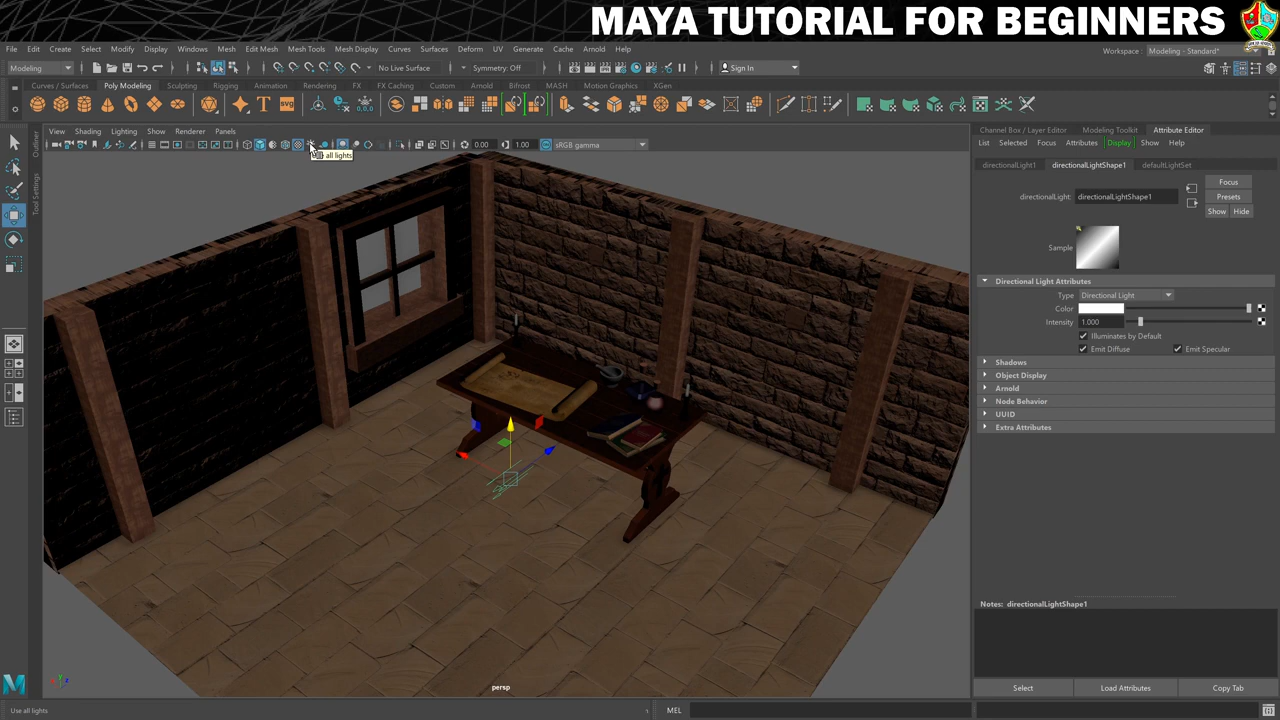 MAYA TUTORIAL FOR BEGINNERS
File Edit Create Select Modify Display Windows Mesh Edit Mesh Mesh Tools Mesh Display Curves Surfaces Deform UV Generate Cache Arnold Help
Workspace : Modeling - Standard*
Modeling No Live Surface Symmetry: Off Sign In
Curves / Surfaces Poly Modeling Sculpting Rigging Animation Rendering FX FX Caching Custom Arnold Bifrost MASH Motion Graphics XGen
View Shading Lighting Show Renderer Panels
0.00 1.00 sRGB gamma
all lights
Outliner
Tool Settings
Channel Box / Layer Editor Modeling Toolkit Attribute Editor
List Selected Focus Attributes Display Show Help
directionalLight1 directionalLightShape1 defaultLightSet
directionalLight: directionalLightShape1
Focus
Presets
Show Hide
Sample
Directional Light Attributes
Type Directional Light
Color
Intensity 1.000
Illuminates by Default
Emit Diffuse Emit Specular
Shadows
Object Display
Arnold
Node Behavior
UUID
Extra Attributes
Notes: directionalLightShape1
Select Load Attributes Copy Tab
persp
Use all lights
MEL